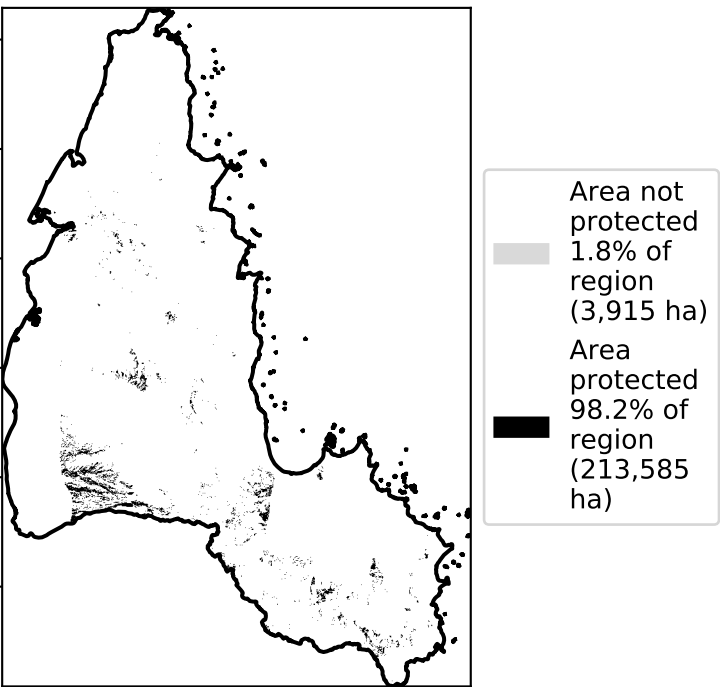 Area not
protected
1.8% of
region
(3,915 ha)
Area
protected
98.2% of
region
(213,585
ha)